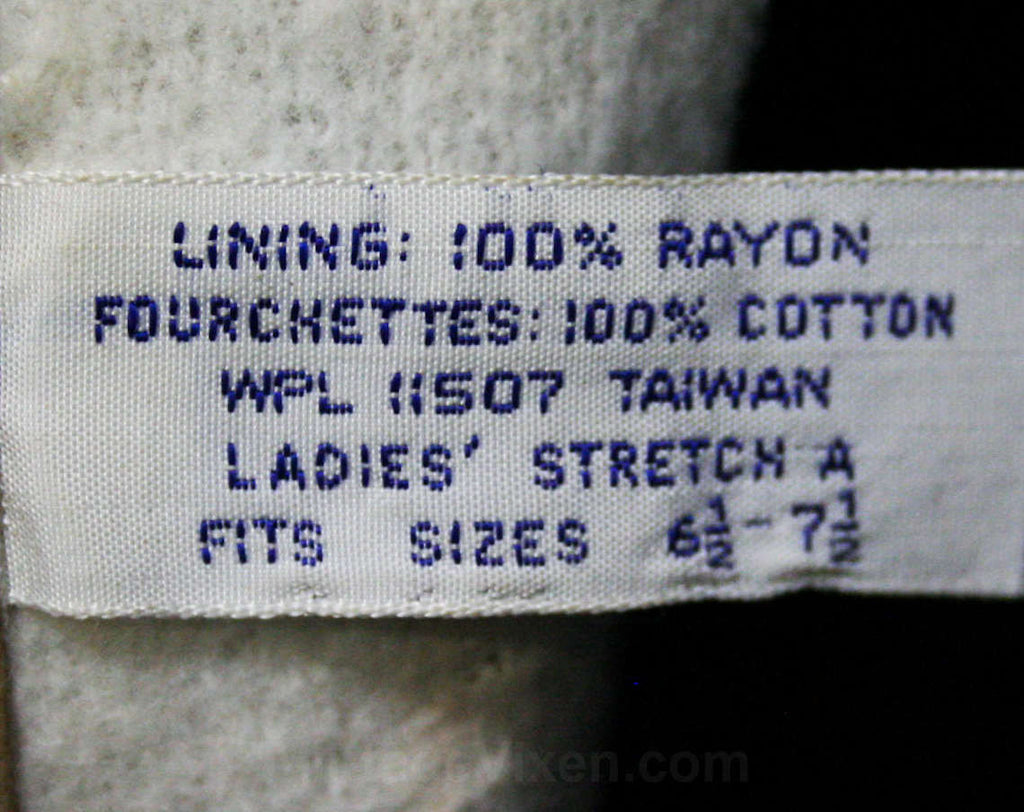 LINING: 100% RAYON
FOURCHETTES: 100% COTTON
WPL 11507 TAIWAN
LADIES' STRETCH A
FITS SIZES 6½ - 7½